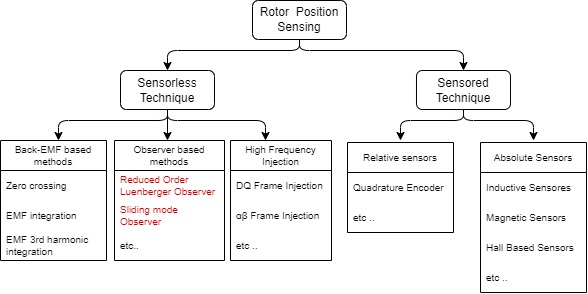 Rotor Position
Sensing
Sensorless
Technique
Sensored
Technique
Back-EMF based
methods
Zero crossing
EMF integration
EMF 3rd harmonic
integration
Observer based
methods
Reduced Order
Luenberger Observer
Sliding mode
Observer
etc..
High Frequency
Injection
DQ Frame Injection
αβ Frame Injection
etc ..
Relative sensors
Quadrature Encoder
etc ..
Absolute Sensors
Inductive Sensores
Magnetic Sensors
Hall Based Sensors
etc ..